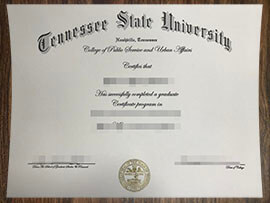 Tennessee State University
Nashville, Tennessee
College of Public Service and Urban Affairs
Certifies that
Has successfully completed a graduate
Certificate program in